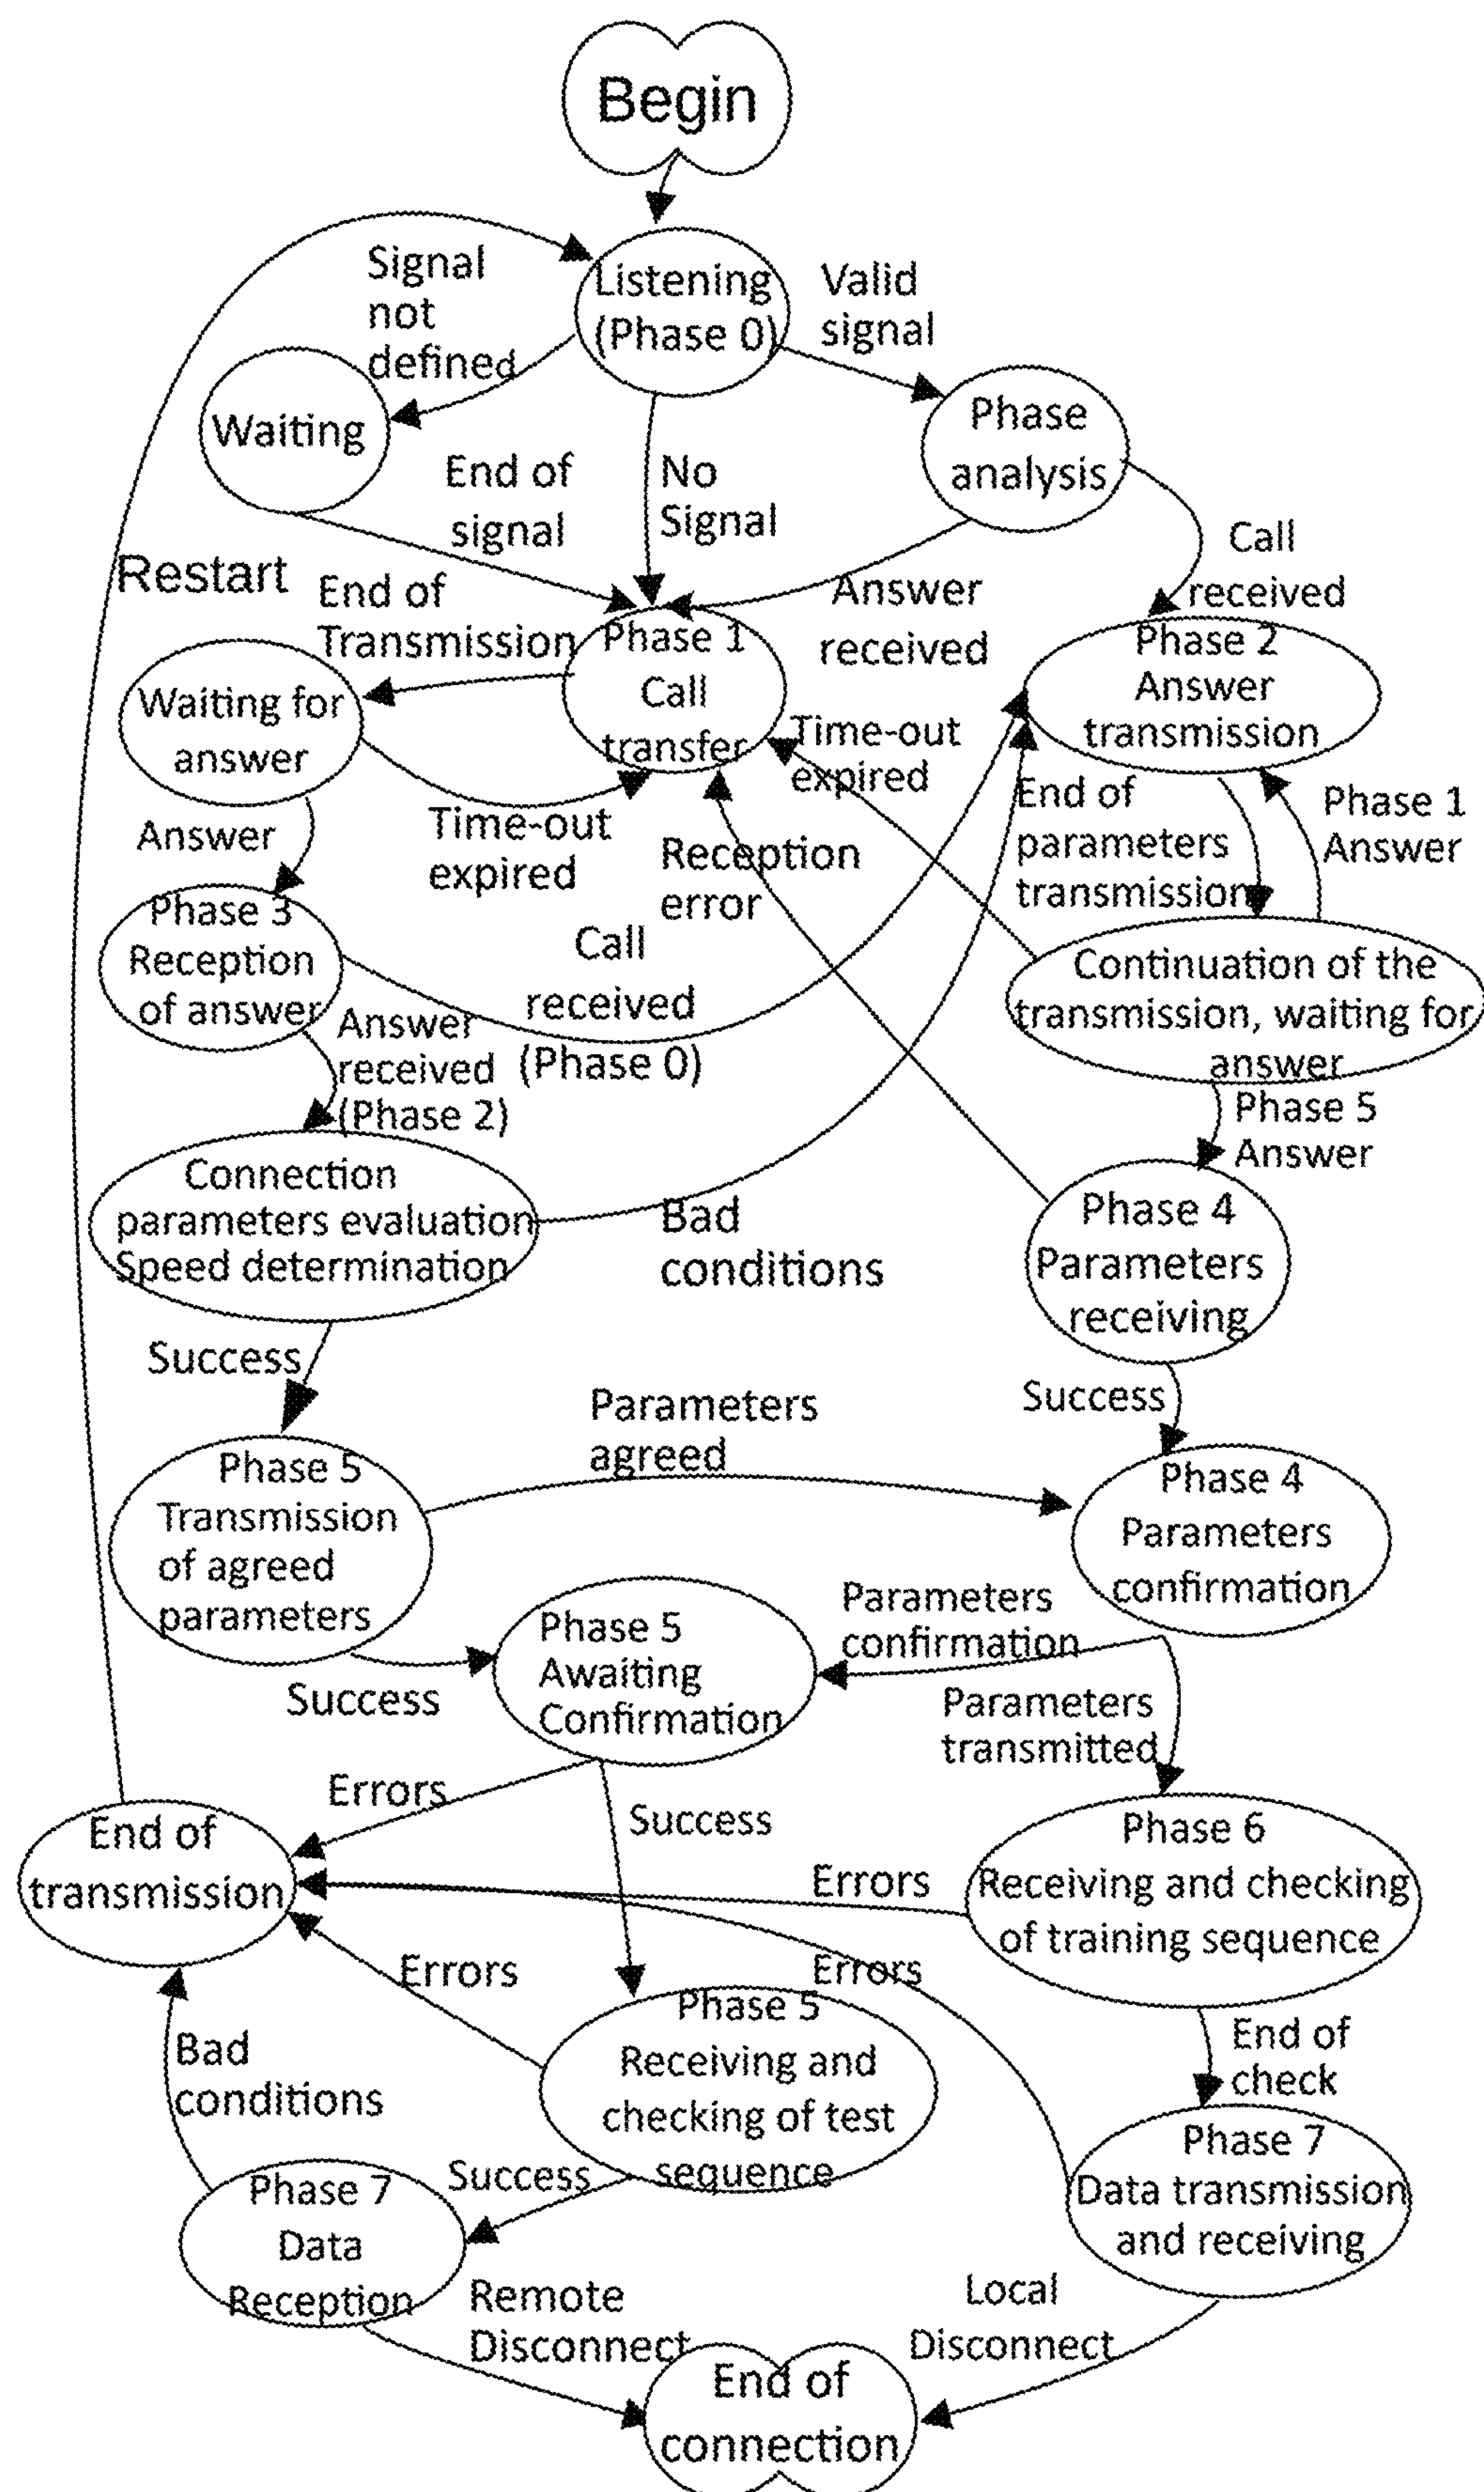 Begin
Signal
not
defined
Listening
(Phase 0)
Valid
signal
Waiting
Phase
analysis
End of
signal
No
Signal
Call
received
Restart
End of
Transmission
Answer
received
Phase 1
Call
transfer
Phase 2
Answer
transmission
Waiting for
answer
Time-out
expired
Time-out
expired
End of
parameters
transmission
Phase 1
Answer
Answer
Reception
error
Phase 3
Reception
of answer
Call
received
(Phase 0)
Continuation of the
transmission, waiting for
answer
Answer
received
(Phase 2)
Phase 5
Answer
Connection
parameters evaluation
Speed determination
Bad
conditions
Phase 4
Parameters
receiving
Success
Success
Parameters
agreed
Phase 5
Transmission
of agreed
parameters
Phase 4
Parameters
confirmation
Phase 5
Awaiting
Confirmation
Parameters
confirmation
Success
Parameters
transmitted
Errors
Success
End of
transmission
Errors
Phase 6
Receiving and checking
of training sequence
Errors
Errors
Phase 5
Receiving and
checking of test
sequence
End of
check
Bad
conditions
Success
Phase 7
Data
Reception
Phase 7
Data transmission
and receiving
Remote
Disconnect
Local
Disconnect
End of
connection